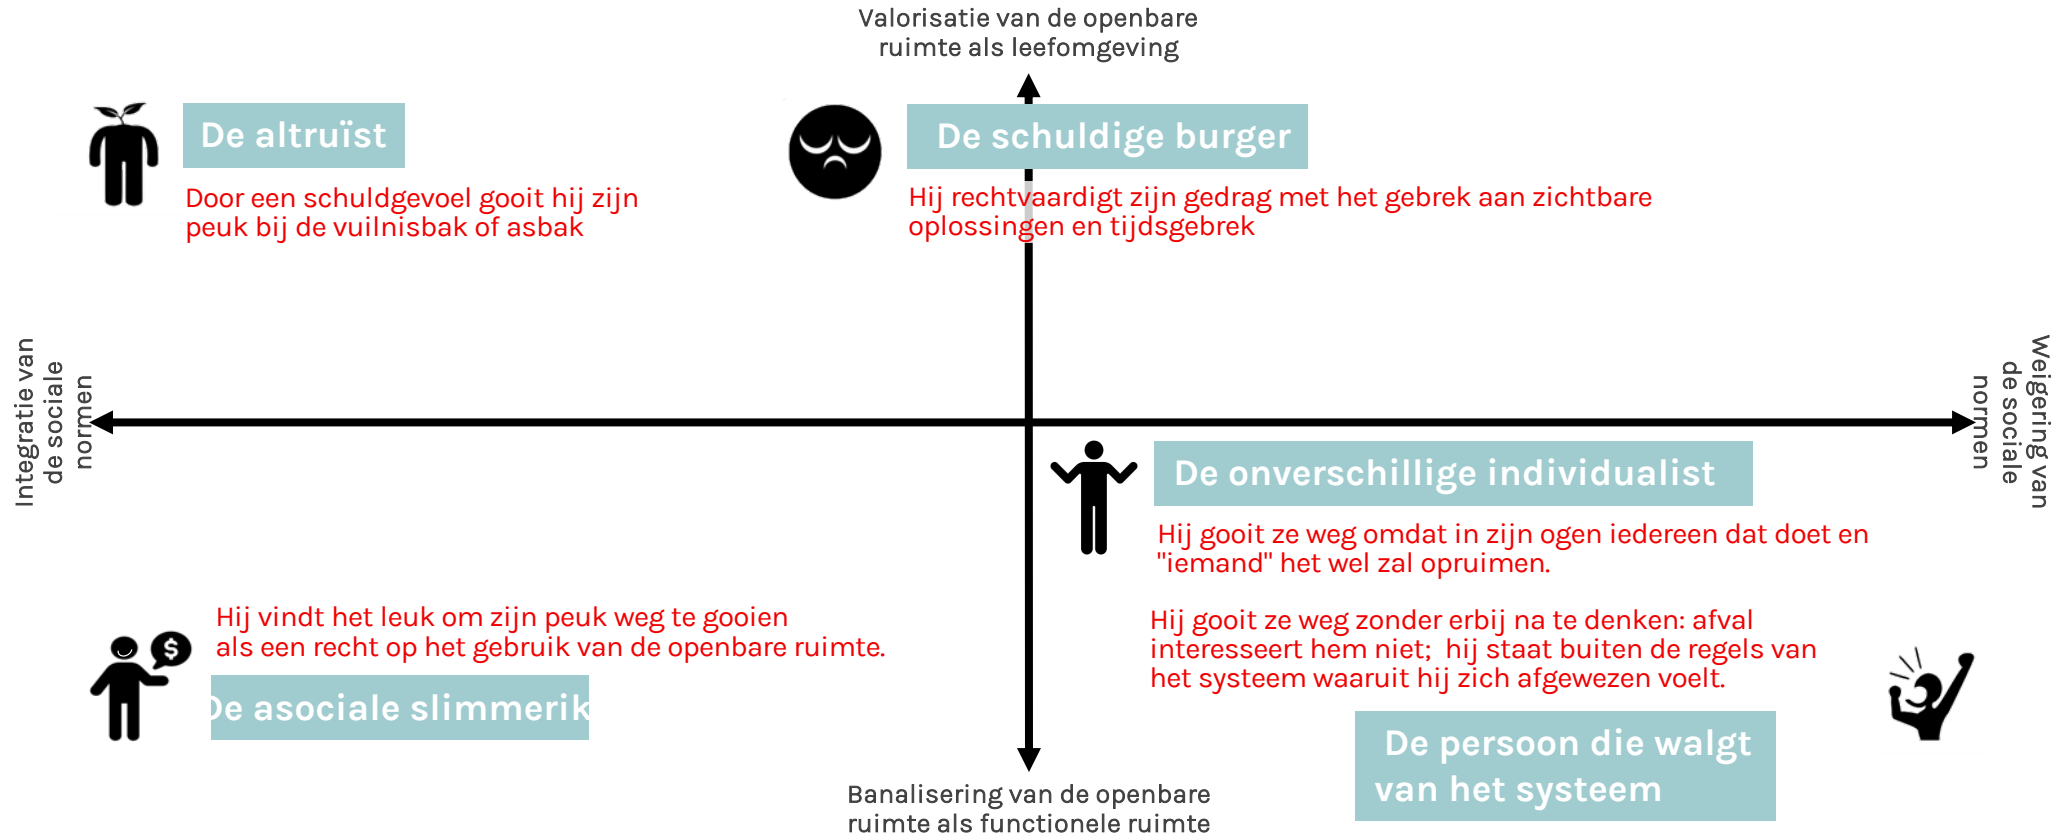 Valorisatie van de openbare
ruimte als leefomgeving
De altruïst
Door een schuldgevoel gooit hij zijn
peuk bij de vuilnisbak of asbak
De schuldige burger
Hij rechtvaardigt zijn gedrag met het gebrek aan zichtbare
oplossingen en tijdsgebrek
Integratie van
de sociale
normen
Weigering van
de sociale
normen
De onverschillige individualist
Hij gooit ze weg omdat in zijn ogen iedereen dat doet en
"iemand" het wel zal opruimen.
Hij vindt het leuk om zijn peuk weg te gooien
als een recht op het gebruik van de openbare ruimte.
$
De asociale slimmerik
Hij gooit ze weg zonder erbij na te denken: afval
interesseert hem niet;  hij staat buiten de regels van
het systeem waaruit hij zich afgewezen voelt.
De persoon die walgt
van het systeem
Banalisering van de openbare
ruimte als functionele ruimte